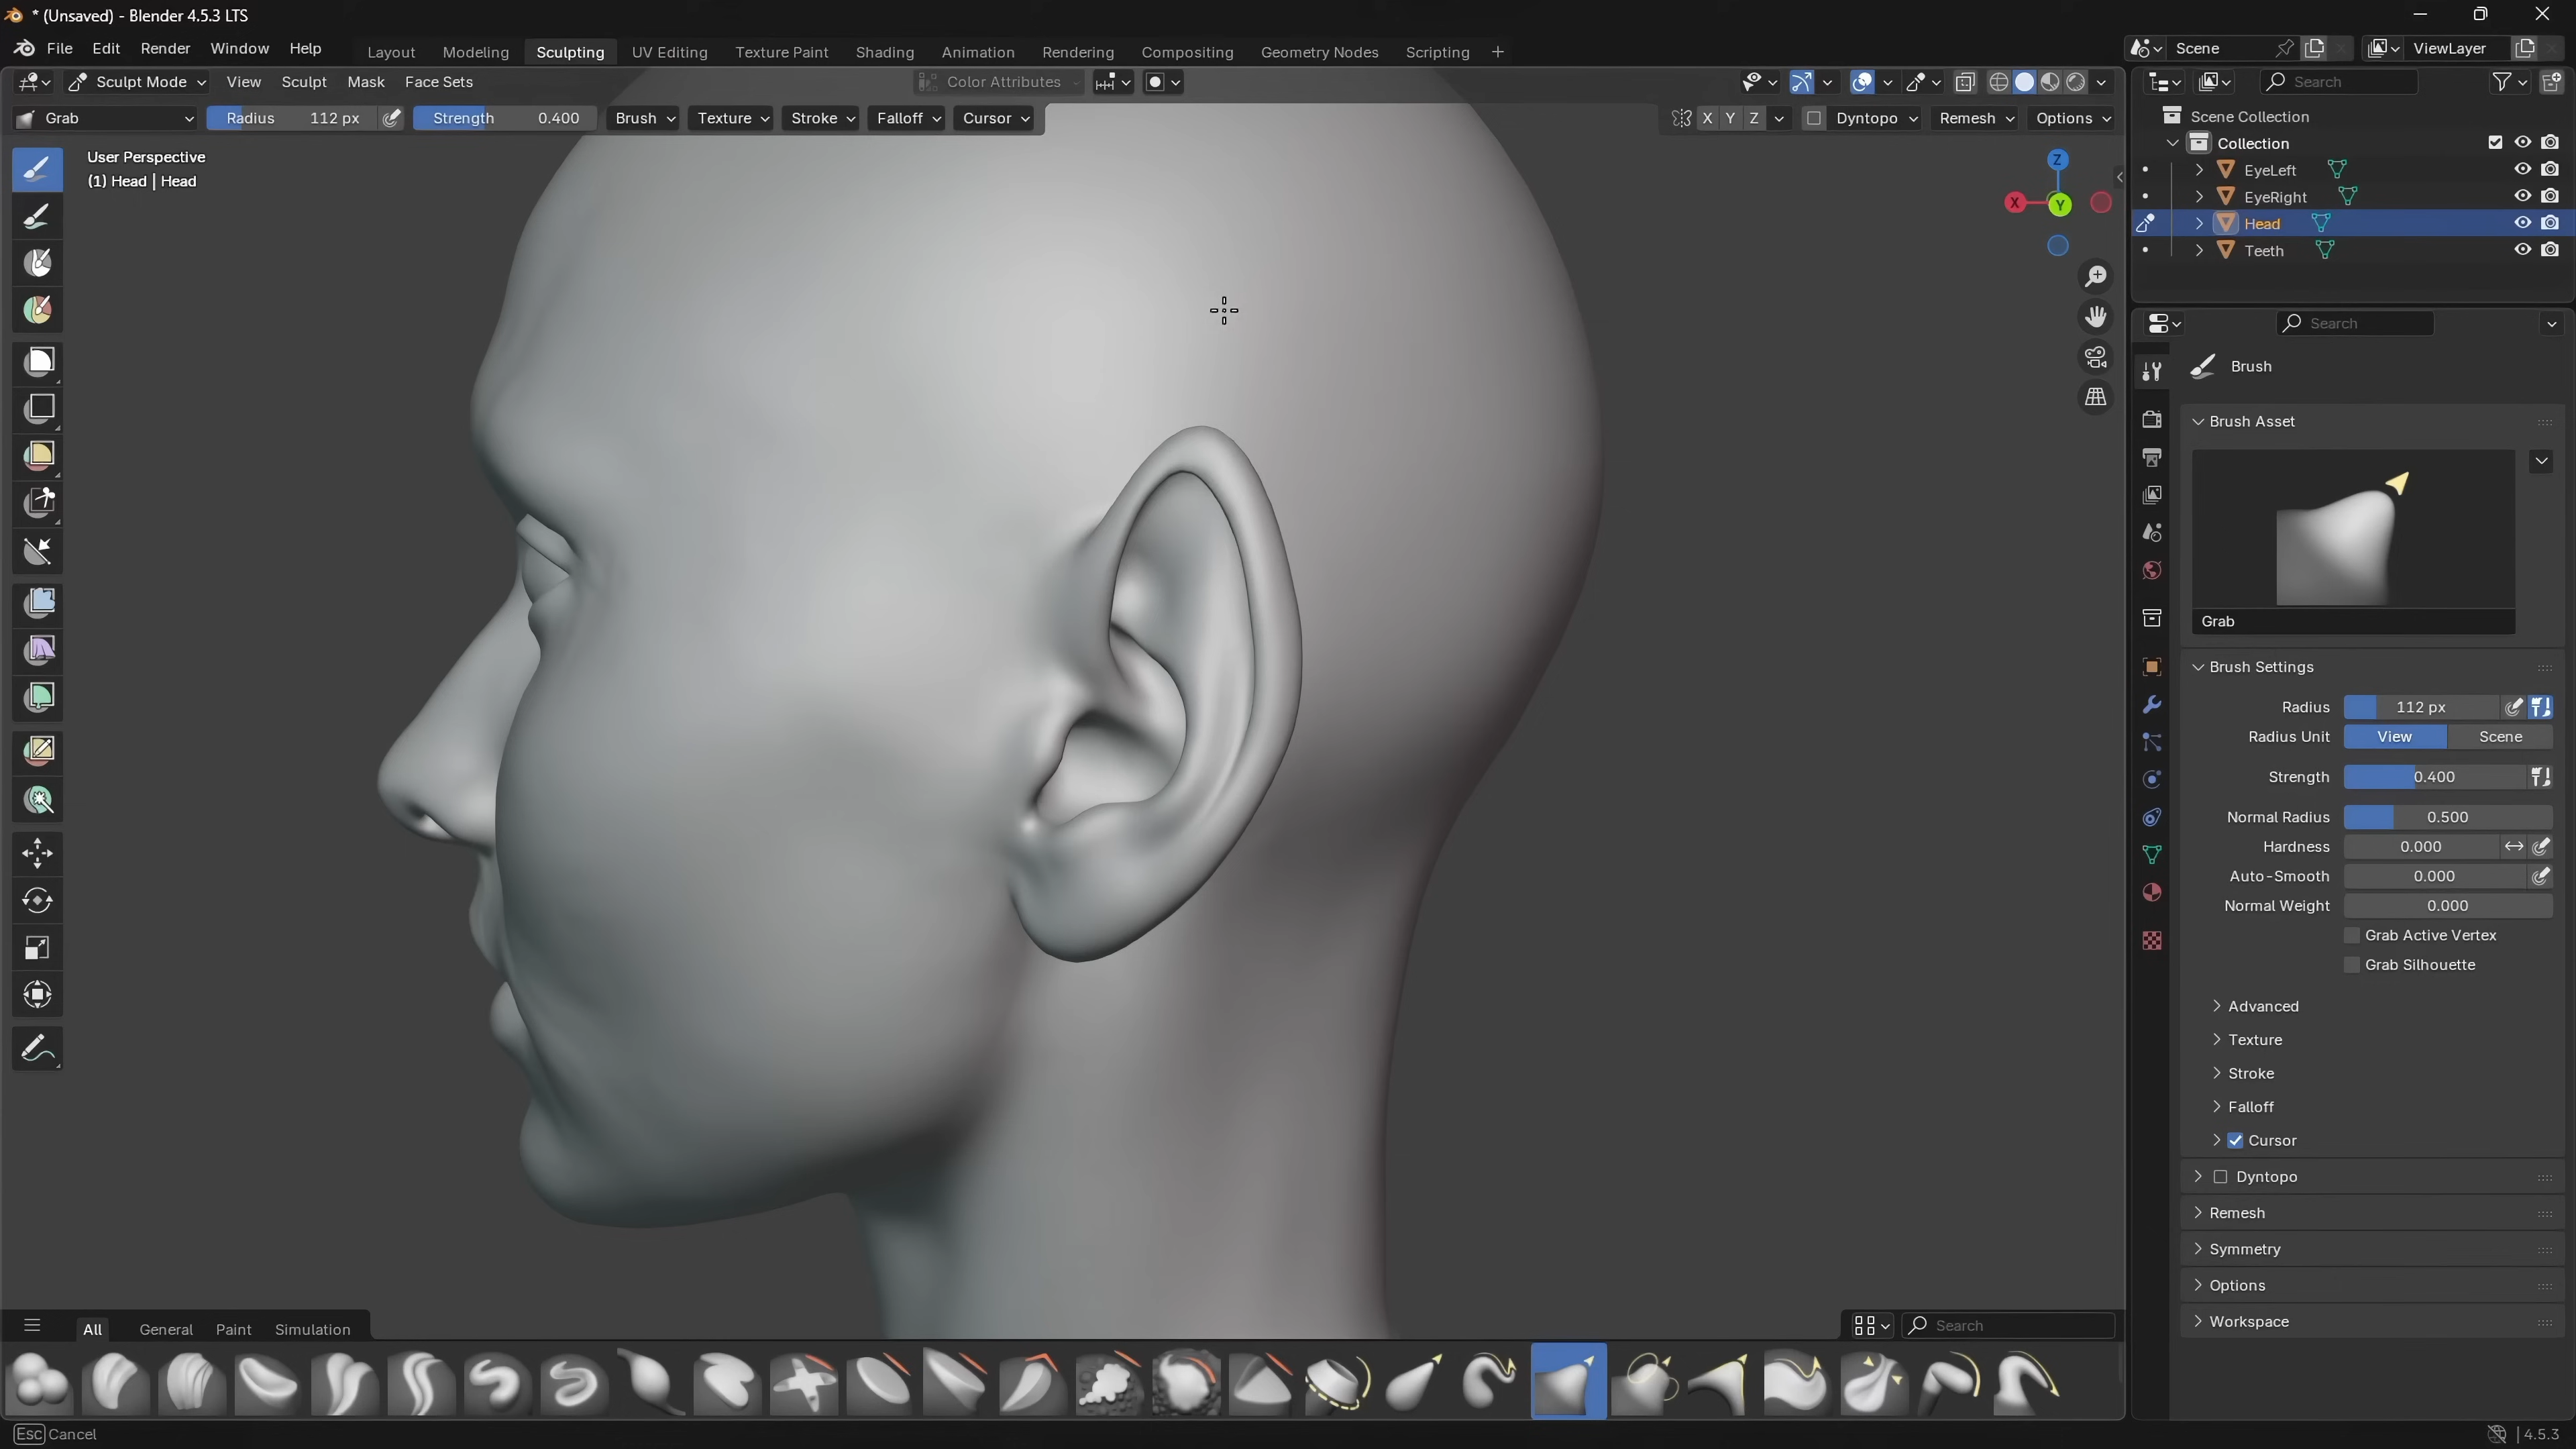 * (Unsaved) - Blender 4.5.3 LTS
File Edit Render Window Help Layout Modeling Sculpting UV Editing Texture Paint Shading Animation Rendering Compositing Geometry Nodes Scripting + Scene ViewLayer
Sculpt Mode View Sculpt Mask Face Sets Color Attributes Search
Grab Radius 112 px Strength 0.400 Brush Texture Stroke Falloff Cursor X Y Z Dyntopo Remesh Options
User Perspective
(1) Head | Head
Z
X
Y
Scene Collection
Collection
EyeLeft
EyeRight
Head
Teeth
Search
Brush
Brush Asset
Grab
Brush Settings
Radius 112 px
Radius Unit View Scene
Strength 0.400
Normal Radius 0.500
Hardness 0.000
Auto-Smooth 0.000
Normal Weight 0.000
Grab Active Vertex
Grab Silhouette
Advanced
Texture
Stroke
Falloff
Cursor
Dyntopo
Remesh
Symmetry
Options
Workspace
All General Paint Simulation Search
Esc Cancel 4.5.3